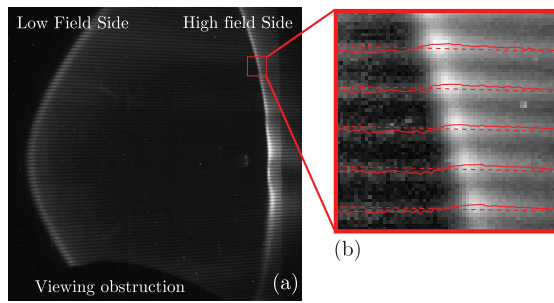 Low Field Side
High field Side
Viewing obstruction
(a)
(b)